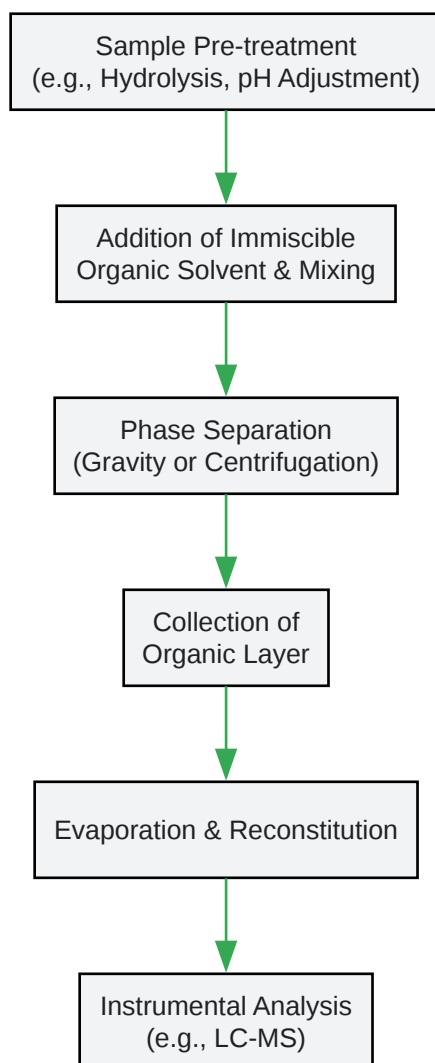 Sample Pre-treatment
(e.g., Hydrolysis, pH Adjustment)
Addition of Immiscible
Organic Solvent & Mixing
Phase Separation
(Gravity or Centrifugation)
Collection of
Organic Layer
Evaporation & Reconstitution
Instrumental Analysis
(e.g., LC-MS)